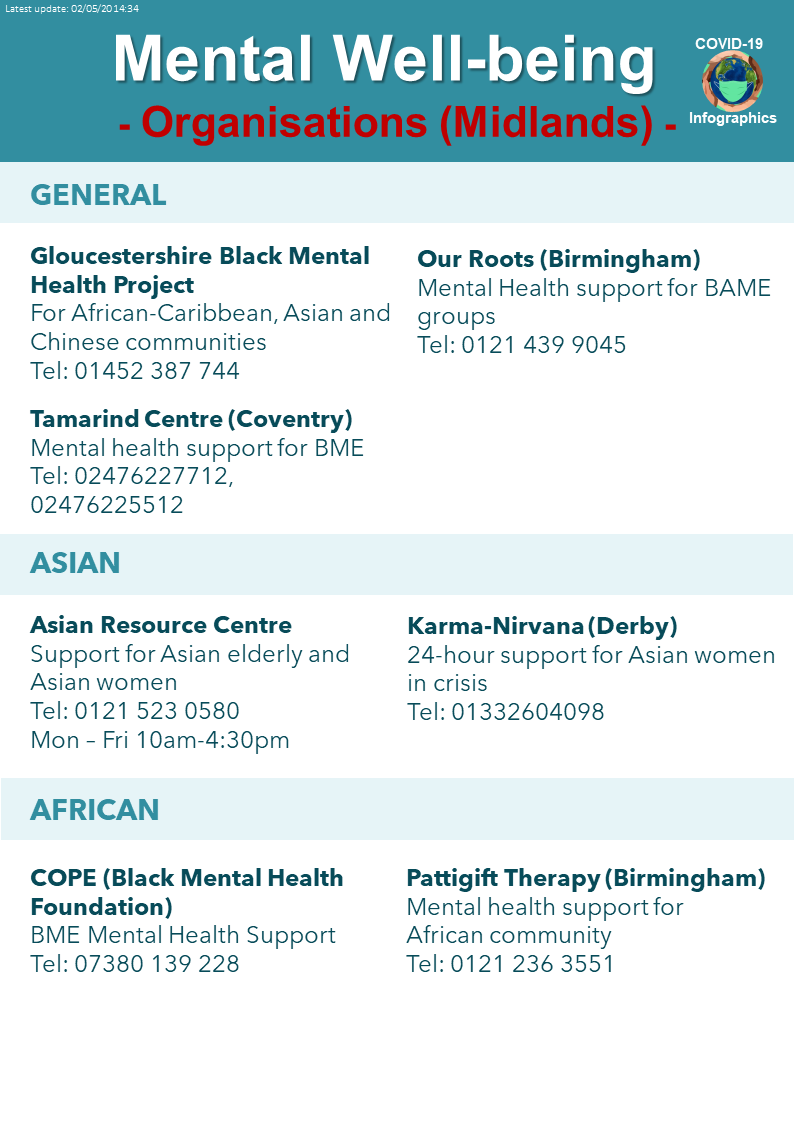 Latest update: 02/05/2014:34
Mental Well-being
- Organisations (Midlands) -
COVID-19
Infographics
GENERAL
Gloucestershire Black Mental
Health Project
For African-Caribbean, Asian and
Chinese communities
Tel: 01452 387 744
Our Roots (Birmingham)
Mental Health support for BAME
groups
Tel: 0121 439 9045
Tamarind Centre (Coventry)
Mental health support for BME
Tel: 02476227712,
02476225512
ASIAN
Asian Resource Centre
Support for Asian elderly and
Asian women
Tel: 0121 523 0580
Mon – Fri 10am-4:30pm
Karma-Nirvana (Derby)
24-hour support for Asian women
in crisis
Tel: 01332604098
AFRICAN
COPE (Black Mental Health
Foundation)
BME Mental Health Support
Tel: 07380 139 228
Pattigift Therapy (Birmingham)
Mental health support for
African community
Tel: 0121 236 3551